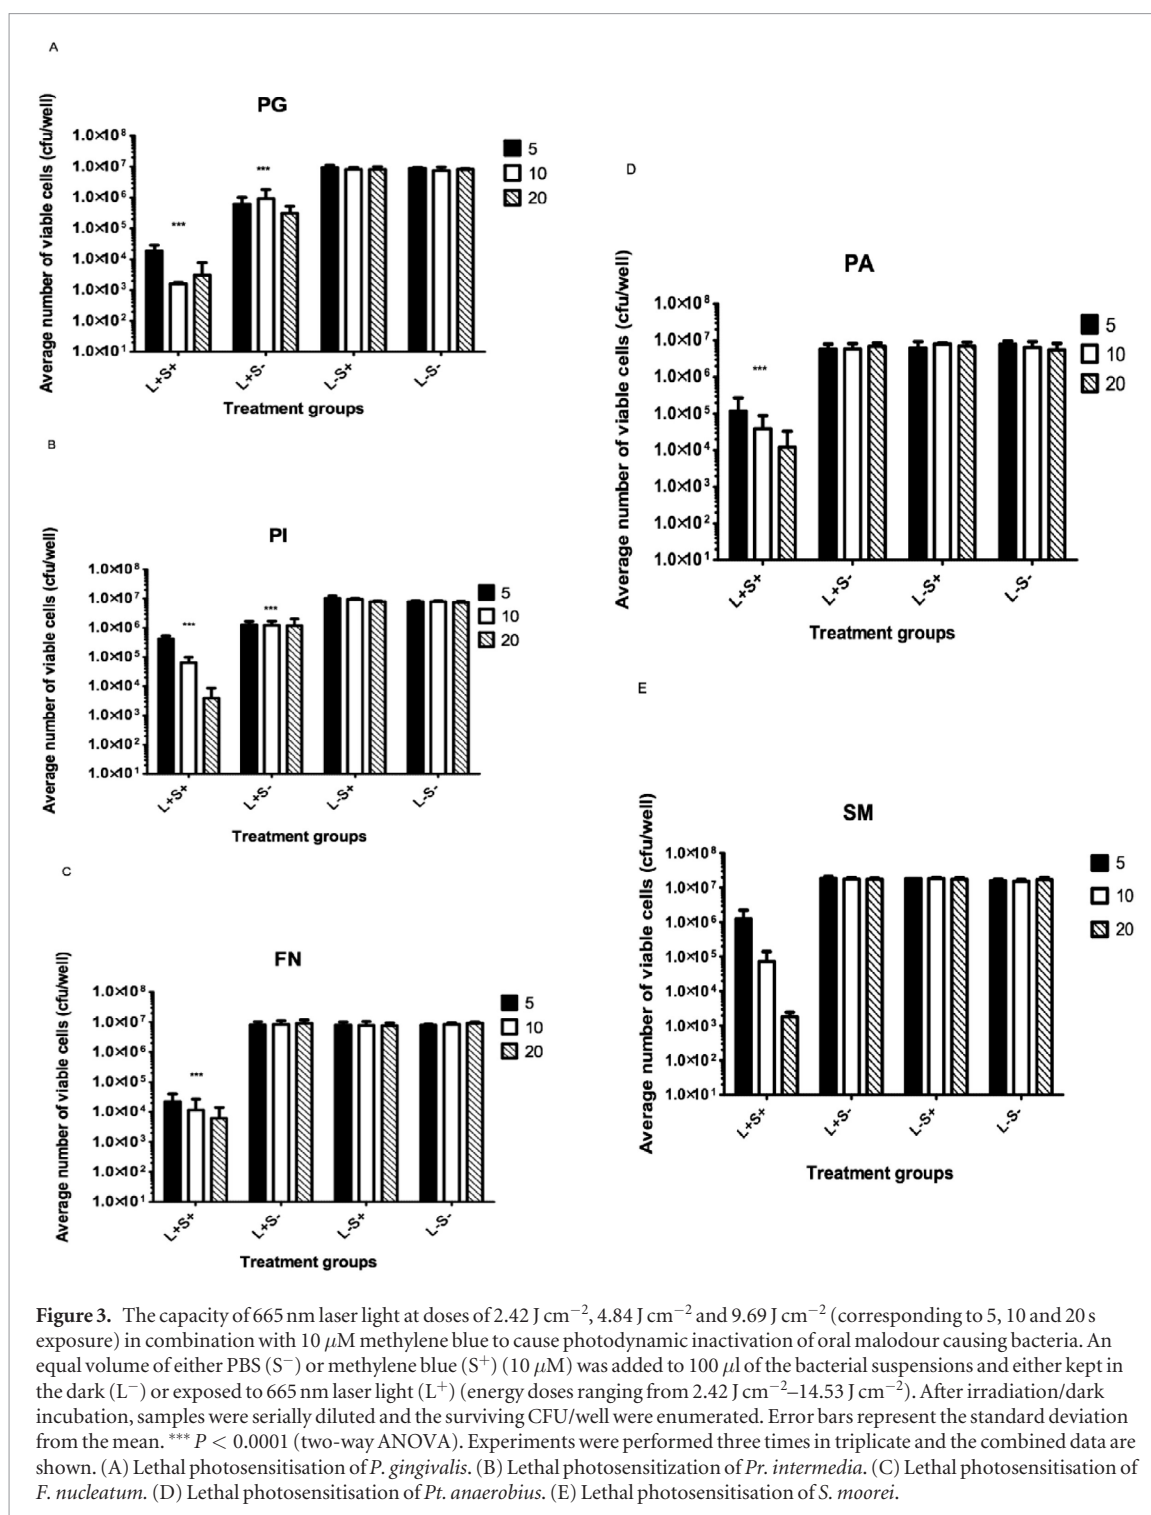 A
PG
Average number of viable cells (cfu/well)
1.0×10⁸
1.0×10⁷
1.0×10⁶
1.0×10⁵
1.0×10⁴
1.0×10³
1.0×10²
1.0×10¹
***
***
5
10
20
L+S+
L+S-
L-S+
L-S-
Treatment groups
B
PI
Average number of viable cells (cfu/well)
1.0×10⁸
1.0×10⁷
1.0×10⁶
1.0×10⁵
1.0×10⁴
1.0×10³
1.0×10²
1.0×10¹
***
***
5
10
20
L+S+
L+S-
L-S+
L-S-
Treatment groups
C
FN
Average number of viable cells (cfu/well)
1.0×10⁸
1.0×10⁷
1.0×10⁶
1.0×10⁵
1.0×10⁴
1.0×10³
1.0×10²
1.0×10¹
***
5
10
20
L+S+
L+S-
L-S+
L-S-
Treatment groups
D
PA
Average number of viable cells (cfu/well)
1.0×10⁸
1.0×10⁷
1.0×10⁶
1.0×10⁵
1.0×10⁴
1.0×10³
1.0×10²
1.0×10¹
***
5
10
20
L+S+
L+S-
L-S+
L-S-
Treatment groups
E
SM
Average number of viable cells (cfu/well)
1.0×10⁸
1.0×10⁷
1.0×10⁶
1.0×10⁵
1.0×10⁴
1.0×10³
1.0×10²
1.0×10¹
5
10
20
L+S+
L+S-
L-S+
L-S-
Treatment groups
Figure 3. The capacity of 665 nm laser light at doses of 2.42 J cm⁻², 4.84 J cm⁻² and 9.69 J cm⁻² (corresponding to 5, 10 and 20 s
exposure) in combination with 10 μM methylene blue to cause photodynamic inactivation of oral malodour causing bacteria. An
equal volume of either PBS (S⁻) or methylene blue (S⁺) (10 μM) was added to 100 μl of the bacterial suspensions and either kept in
the dark (L⁻) or exposed to 665 nm laser light (L⁺) (energy doses ranging from 2.42 J cm⁻²–14.53 J cm⁻²). After irradiation/dark
incubation, samples were serially diluted and the surviving CFU/well were enumerated. Error bars represent the standard deviation
from the mean. *** P < 0.0001 (two-way ANOVA). Experiments were performed three times in triplicate and the combined data are
shown. (A) Lethal photosensitisation of P. gingivalis. (B) Lethal photosensitization of Pr. intermedia. (C) Lethal photosensitisation of
F. nucleatum. (D) Lethal photosensitisation of Pt. anaerobius. (E) Lethal photosensitisation of S. moorei.